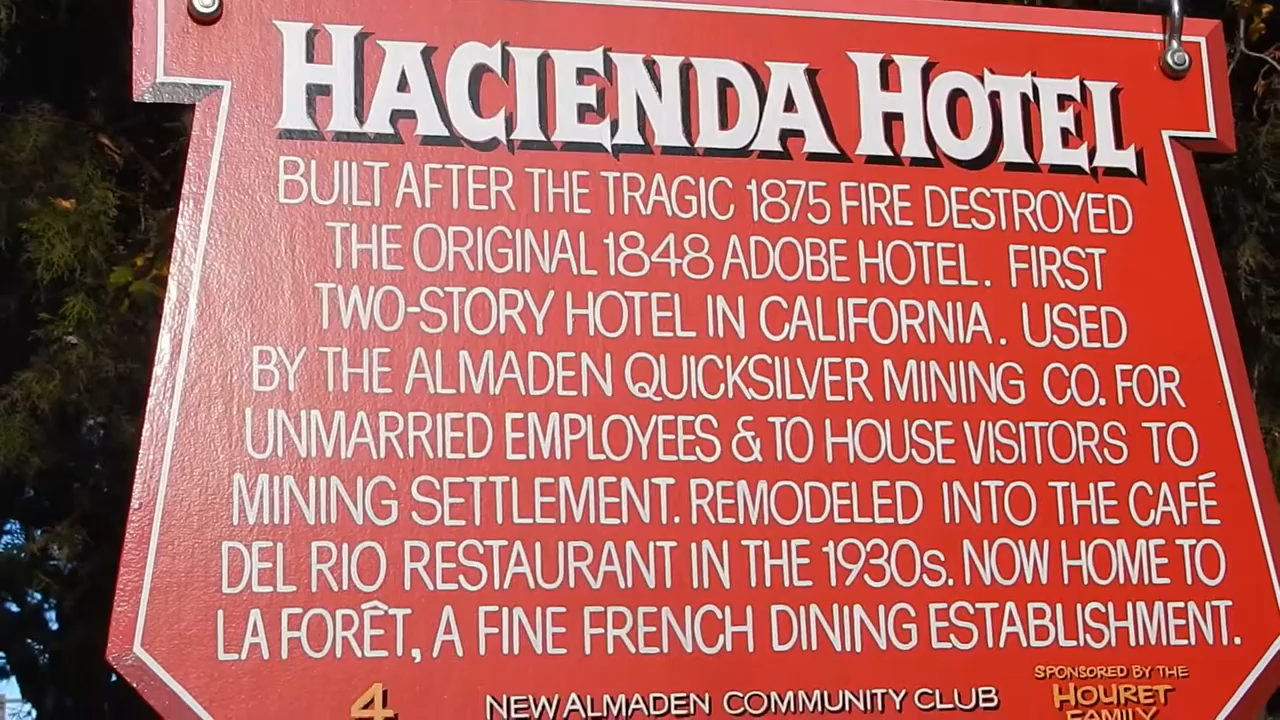 HACIENDA HOTEL
BUILT AFTER THE TRAGIC 1875 FIRE DESTROYED
THE ORIGINAL 1848 ADOBE HOTEL. FIRST
TWO-STORY HOTEL IN CALIFORNIA. USED
BY THE ALMADEN QUICKSILVER MINING CO. FOR
UNMARRIED EMPLOYEES & TO HOUSE VISITORS TO
MINING SETTLEMENT. REMODELED INTO THE CAFÉ
DEL RIO RESTAURANT IN THE 1930s. NOW HOME TO
LA FORÊT, A FINE FRENCH DINING ESTABLISHMENT.
4 NEW ALMADEN COMMUNITY CLUB
SPONSORED BY THE
HOURET
FAMILY